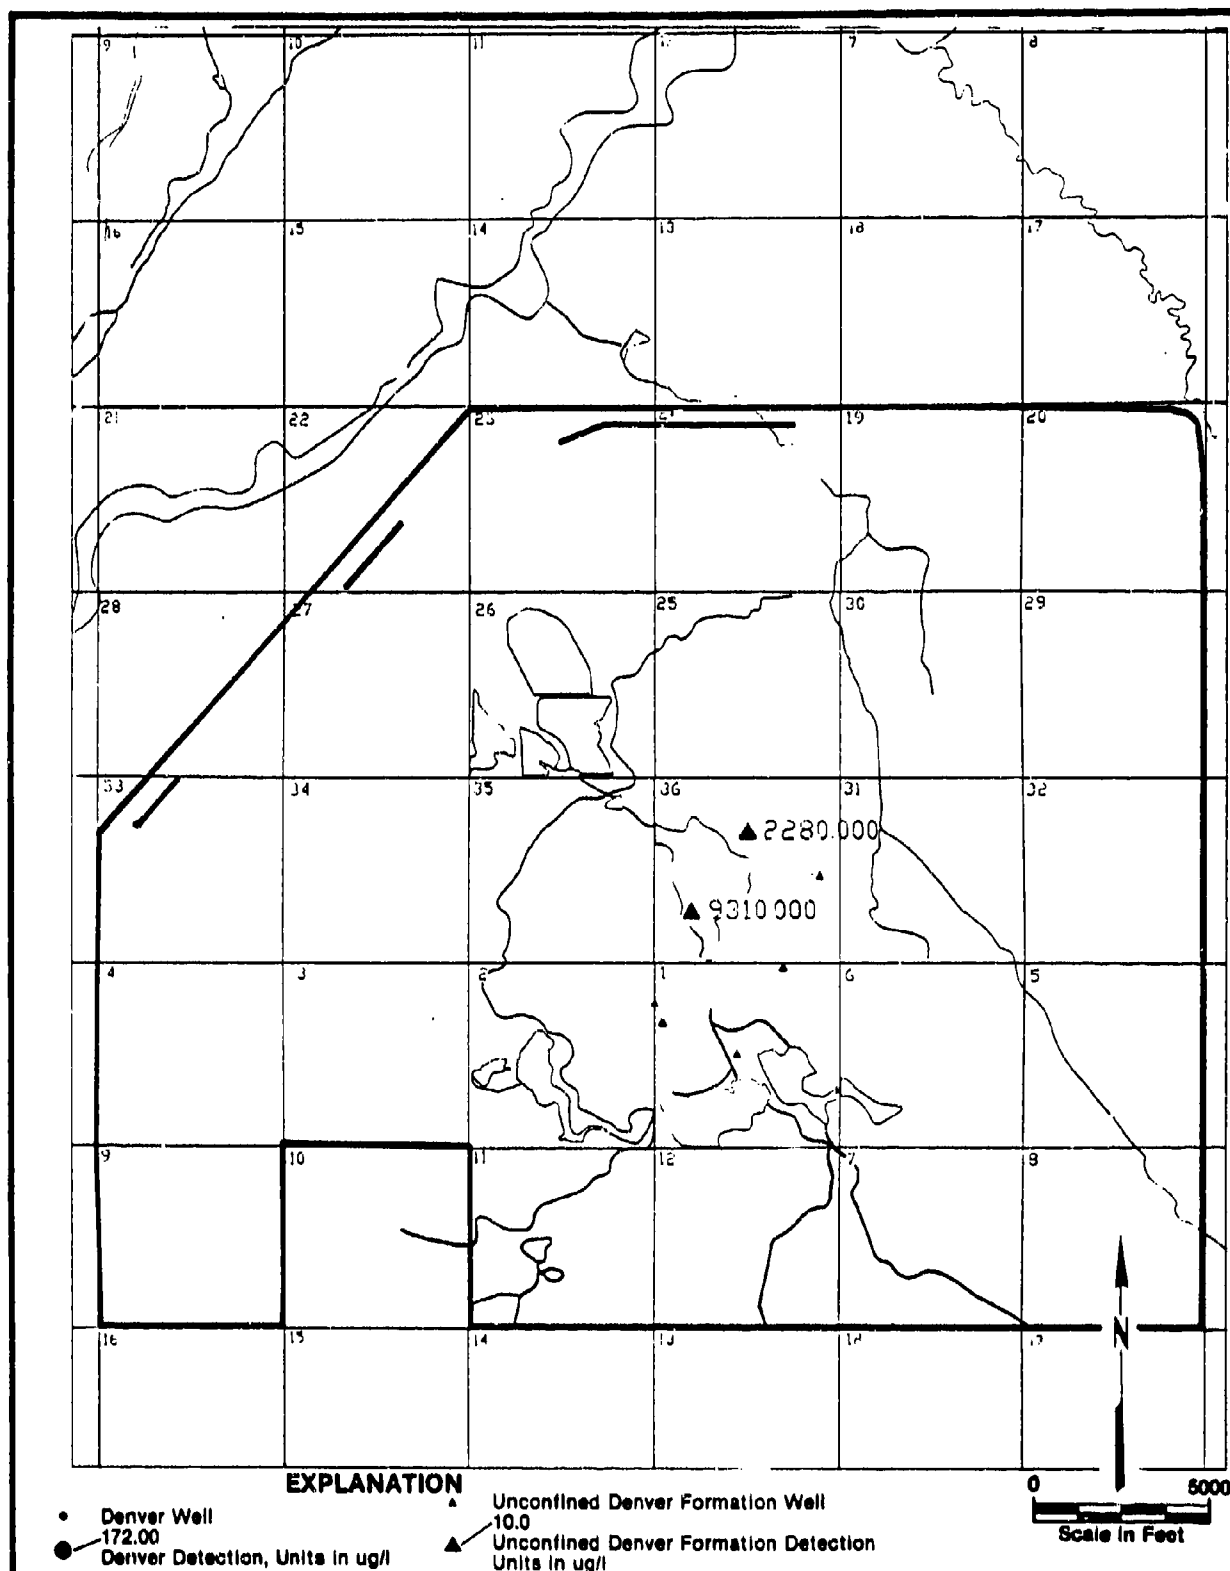 9 10 11 12 7 8
16 15 14 13 18 17
21 22 23 24 19 20
28 27 26 25 30 29
33 34 35 36 31 32
2280.000
9310 000
4 3 2 1 6 5
9 10 11 12 7 8
N
16 15 14 13 18 17
EXPLANATION
Denver Well
172.00
Denver Detection, Units in ug/l
Unconfined Denver Formation Well
10.0
Unconfined Denver Formation Detection
Units in ug/l
0 5000
Scale in Feet